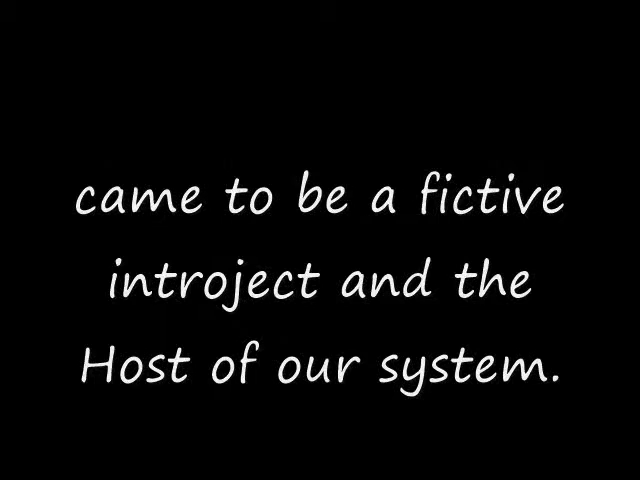 came to be a fictive
introject and the
Host of our system.